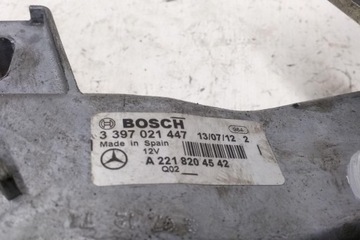 BOSCH
3 397 021 447 13/07/12 2
Made in Spain
12V
A 221 820 45 42
Q02